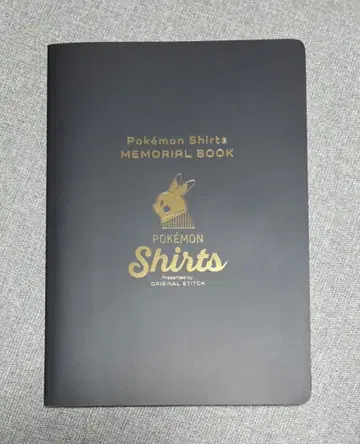 Pokémon Shirts
MEMORIAL BOOK
POKÉMON
Shirts
Presented by
ORIGINAL STITCH